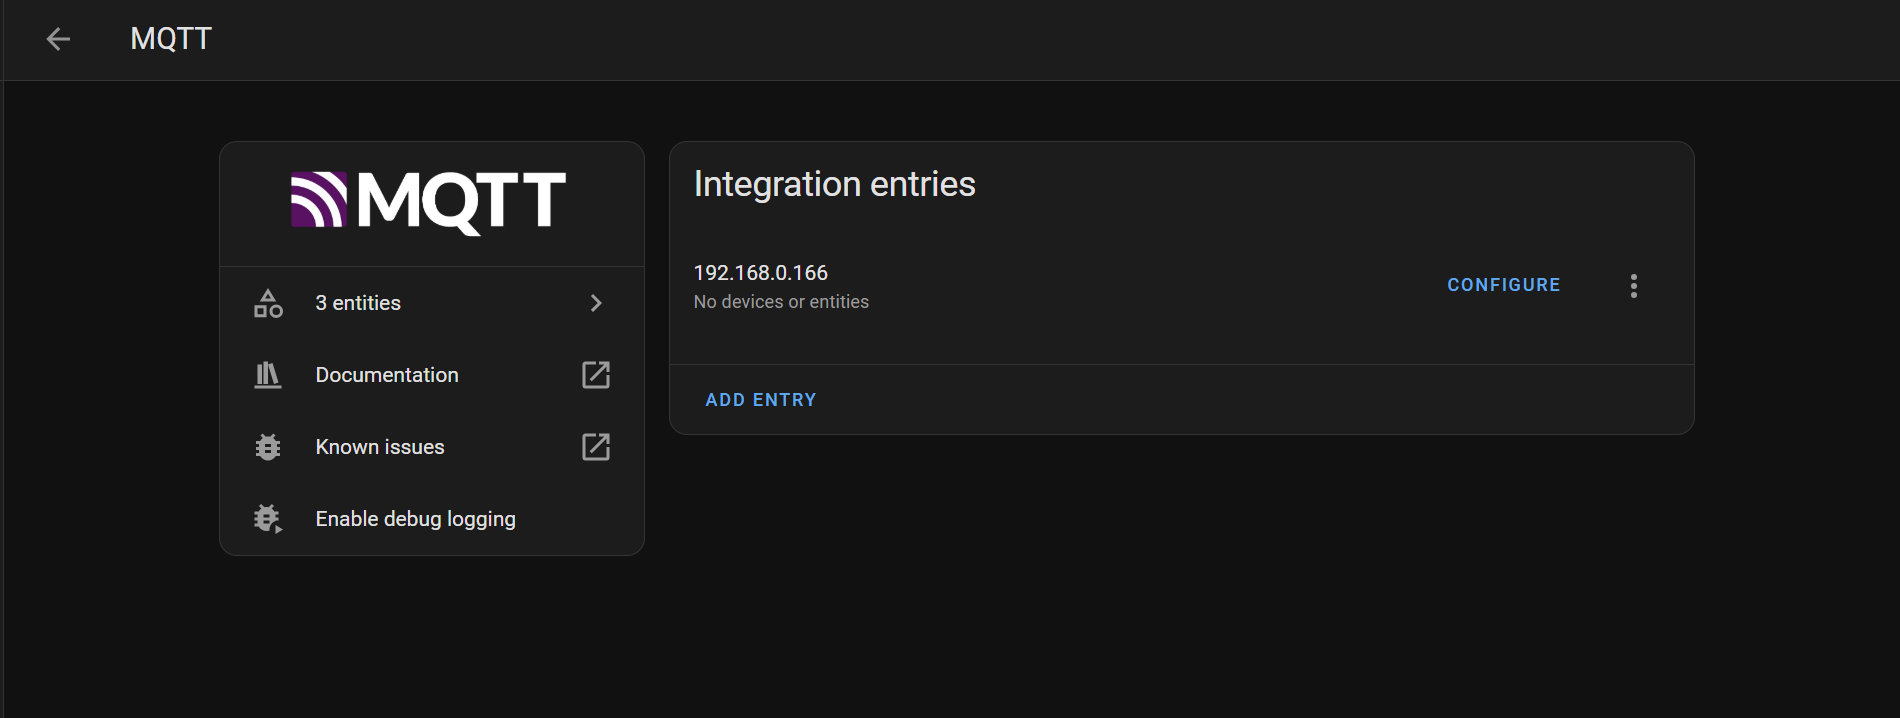 MQTT
MQTT
3 entities
Documentation
Known issues
Enable debug logging
Integration entries
192.168.0.166
No devices or entities
CONFIGURE
ADD ENTRY